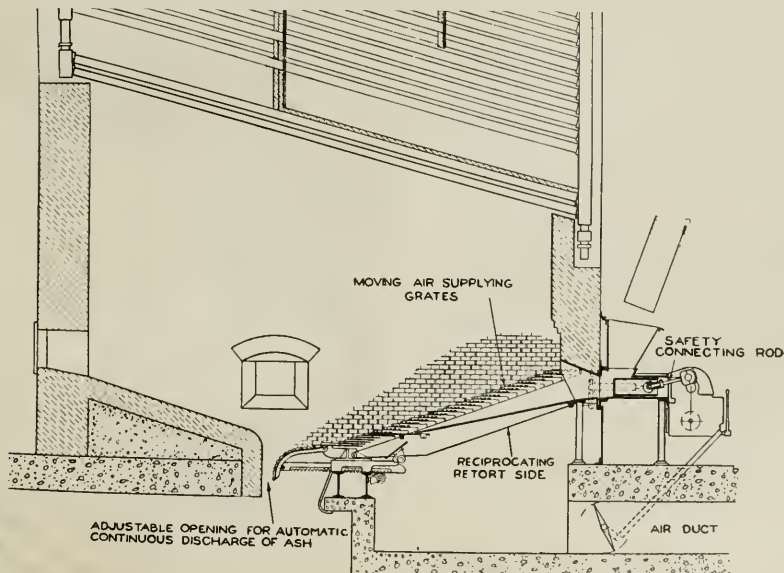 MOVING AIR SUPPLYING
GRATES
SAFETY
CONNECTING ROD
RECIPROCATING
RETORT SIDE
ADJUSTABLE OPENING FOR AUTOMATIC
CONTINUOUS DISCHARGE OF ASH
AIR DUCT